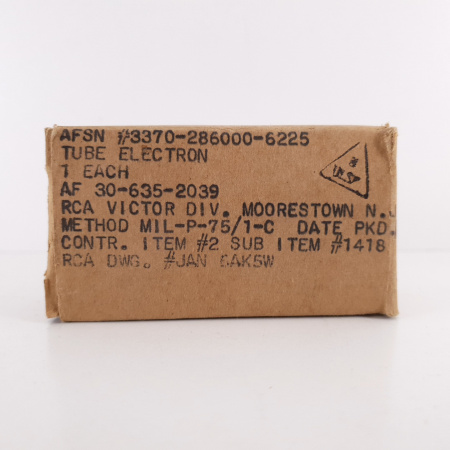 AFSN #3370-286000-6225
TUBE ELECTRON
1 EACH
AF 30-635-2039
RCA VICTOR DIV. MOORESTOWN N.J
METHOD MIL-P-75/1-C DATE PKD.
CONTR. ITEM #2 SUB ITEM #1418
RCA DWG. #JAN 6AK5W
INSP